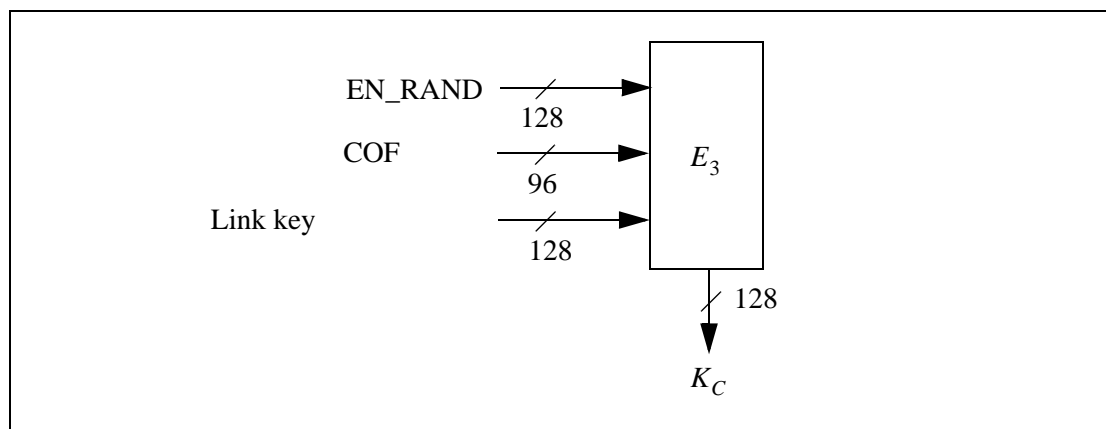 EN_RAND
128
COF
96
Link key
128
E3
128
KC